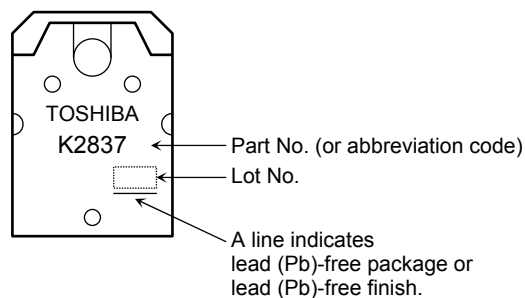 TOSHIBA
K2837
Part No. (or abbreviation code)
Lot No.
A line indicates
lead (Pb)-free package or
lead (Pb)-free finish.